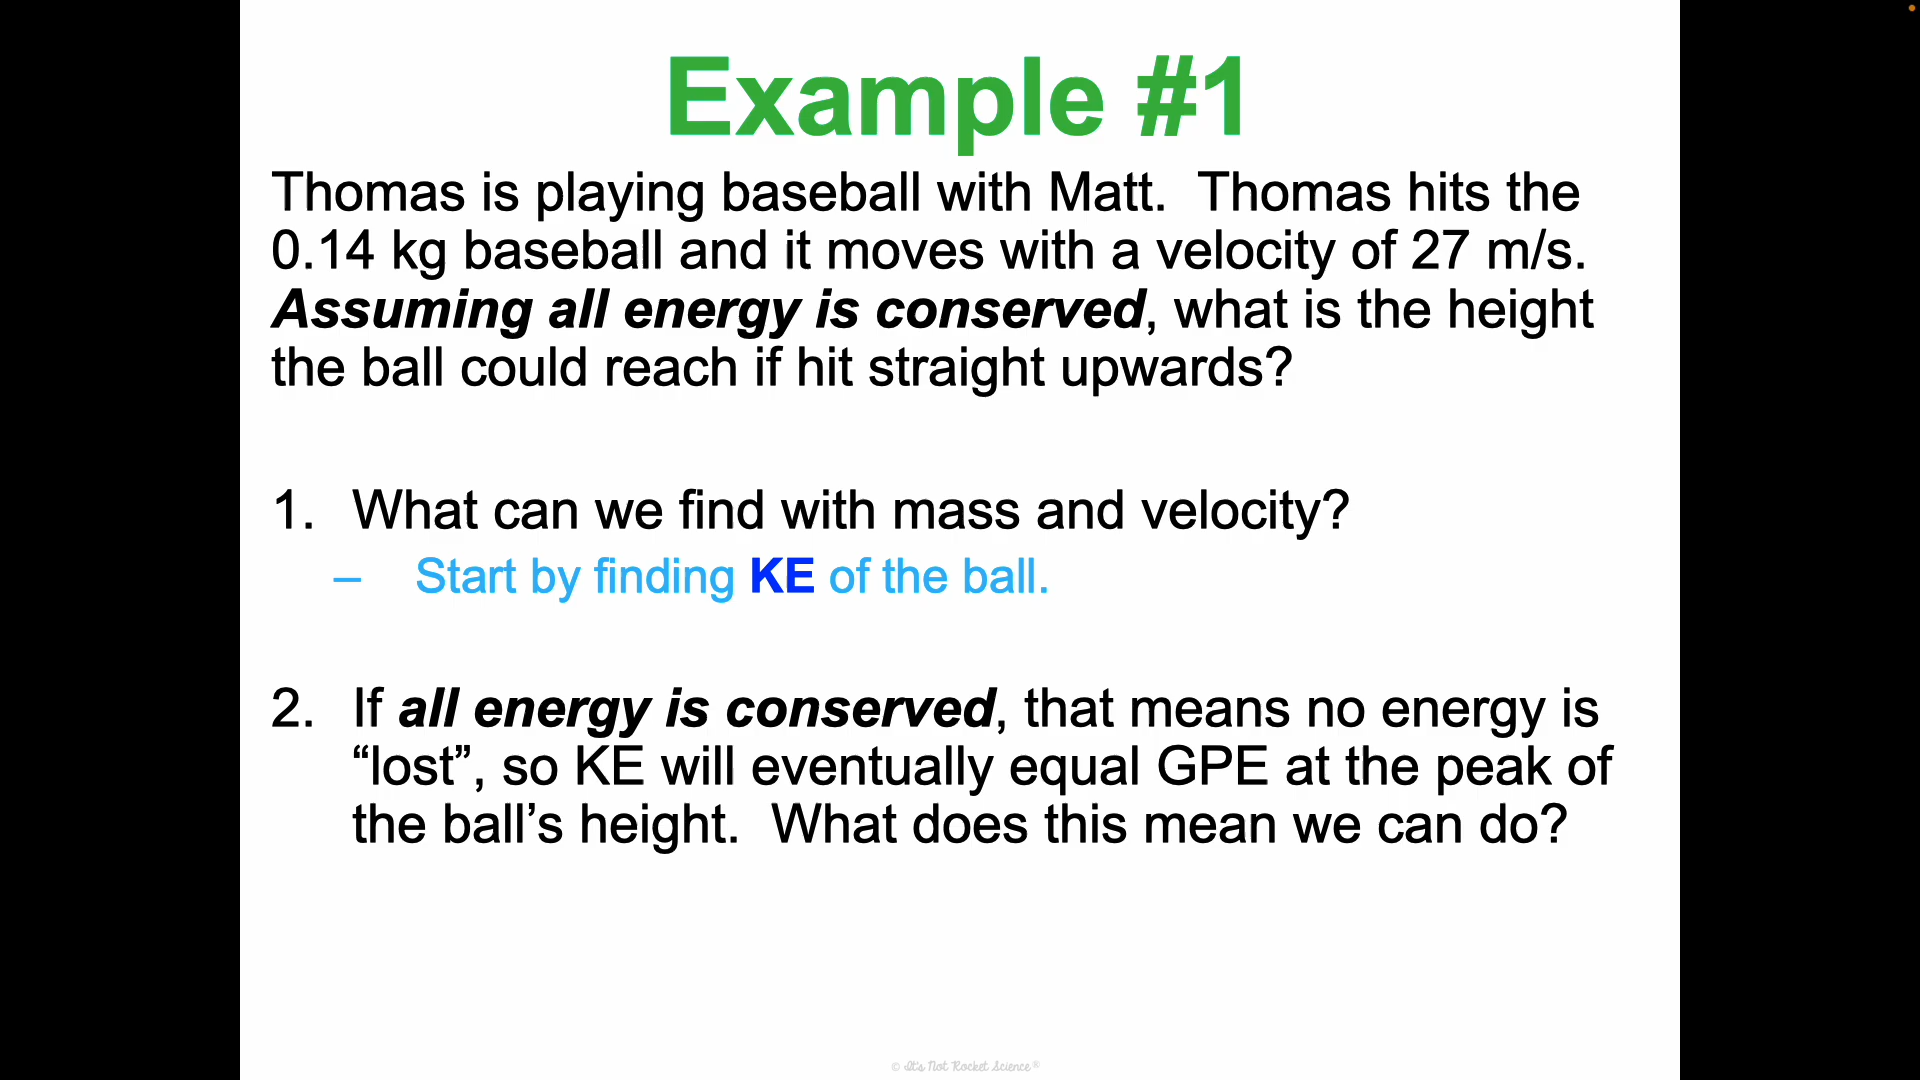 Example #1
Thomas is playing baseball with Matt.  Thomas hits the
0.14 kg baseball and it moves with a velocity of 27 m/s.
Assuming all energy is conserved, what is the height
the ball could reach if hit straight upwards?
1. What can we find with mass and velocity?
– Start by finding KE of the ball.
2. If all energy is conserved, that means no energy is
“lost”, so KE will eventually equal GPE at the peak of
the ball’s height.  What does this mean we can do?
© It's Not Rocket Science®